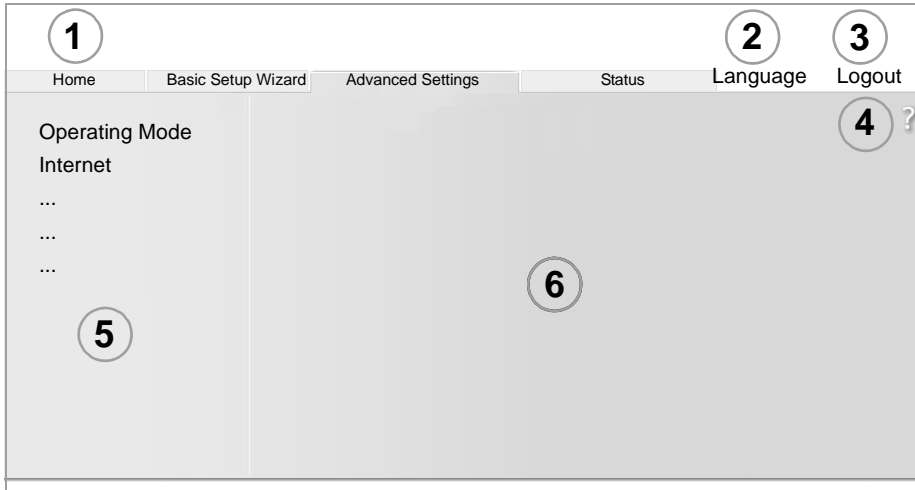 1 2 3
Home Basic Setup Wizard Advanced Settings Status Language Logout
4 ?
Operating Mode
Internet
...
...
...
6
5